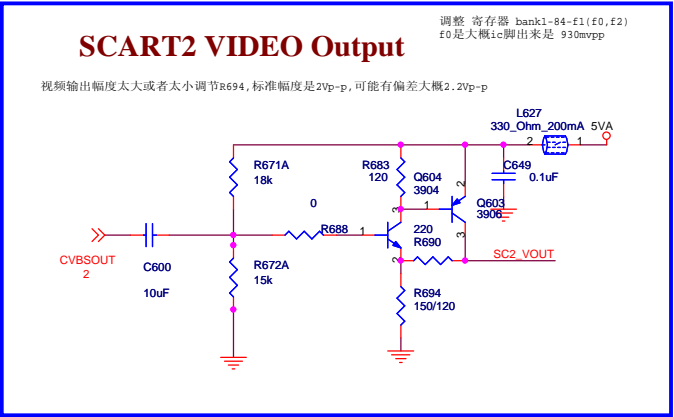 调整 寄存器 bank1-84-f1(f0,f2)
f0是大概ic脚出来是 930mvpp
SCART2 VIDEO Output
视频输出幅度太大或者太小调节R694,标准幅度是2Vp-p,可能有偏差大概2.2Vp-p
L627
330_Ohm_200mA 5VA
2 1
R671A
18k
R683
120
Q604
3904
C649
0.1uF
2
Q603
3906
1
3
0
R688
1
3
2
220
R690
3
SC2_VOUT
CVBSOUT
2
C600
10uF
R672A
15k
R694
150/120